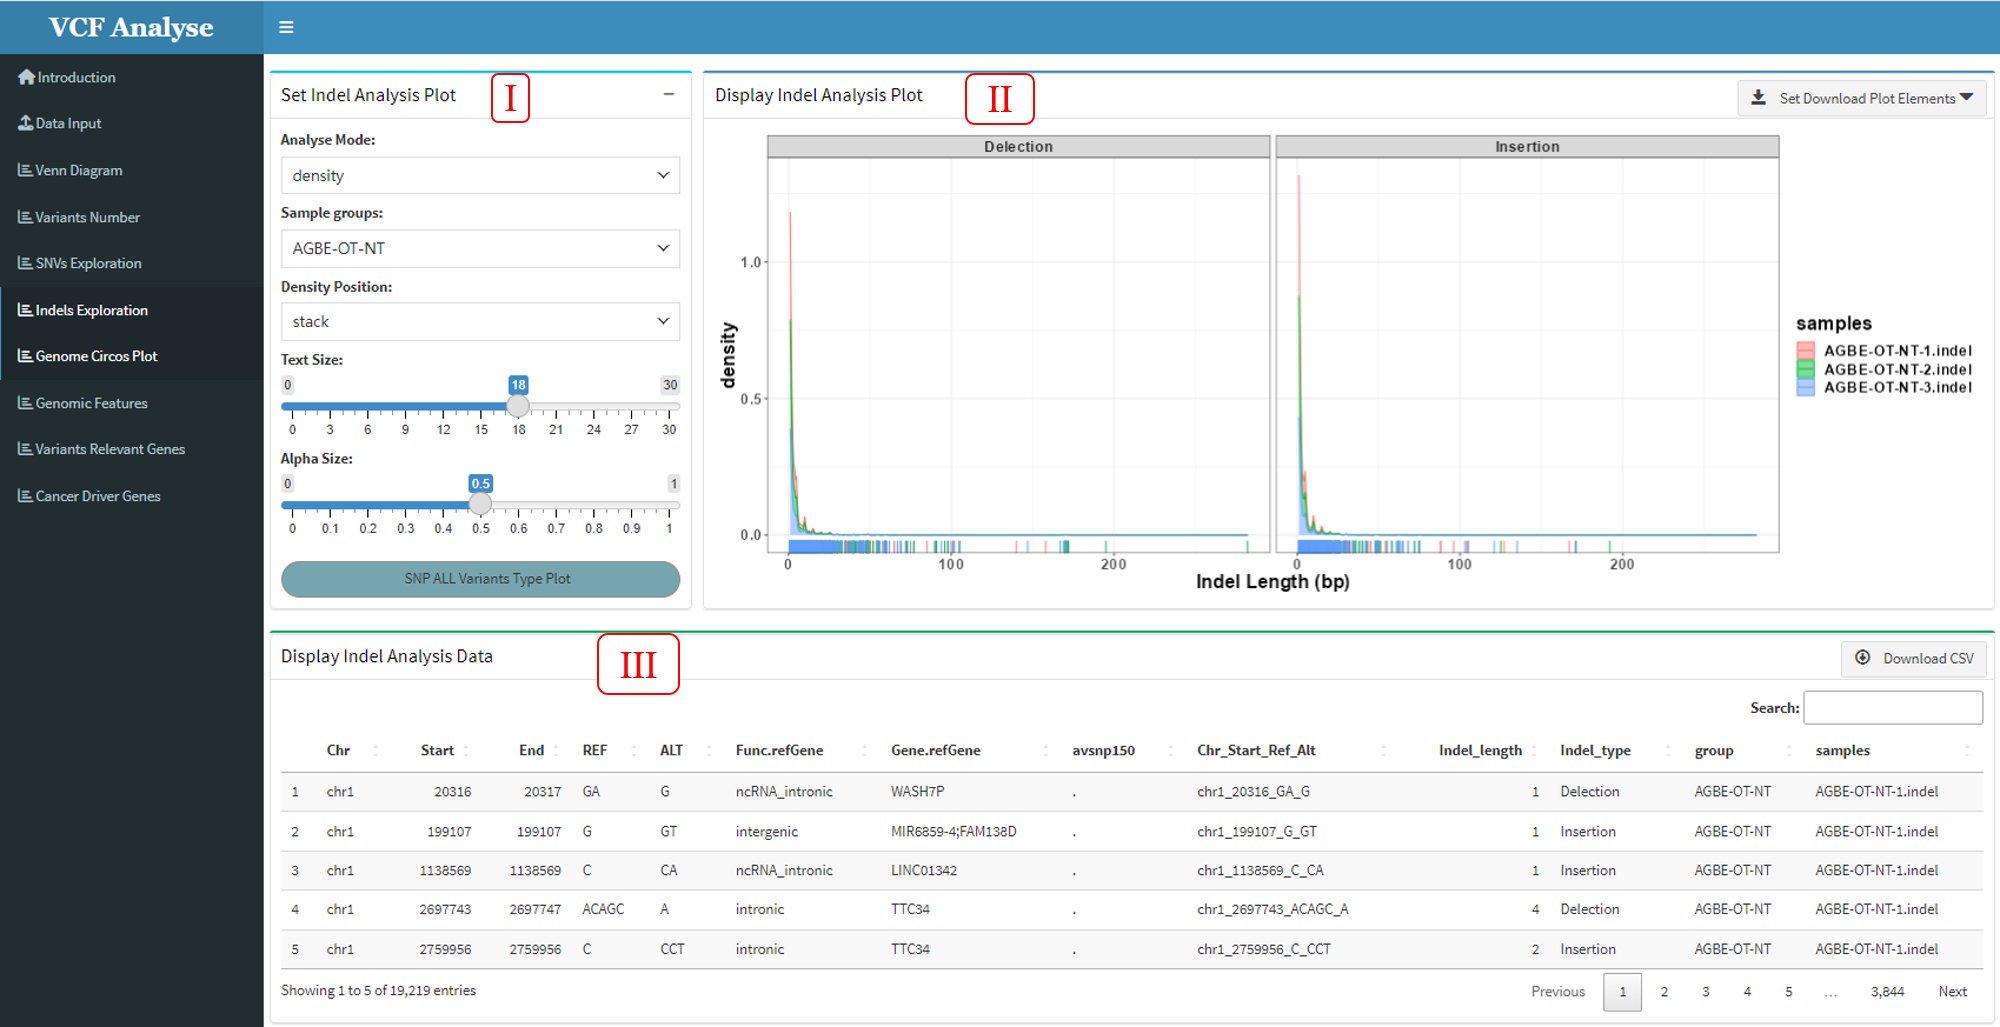 VCF Analyse
Introduction
Data Input
Venn Diagram
Variants Number
SNVs Exploration
Indels Exploration
Genome Circos Plot
Genomic Features
Variants Relevant Genes
Cancer Driver Genes
Set Indel Analysis Plot
I
Analyse Mode:
density
Sample groups:
AGBE-OT-NT
Density Position:
stack
Text Size:
0 18 30
0 3 6 9 12 15 18 21 24 27 30
Alpha Size:
0 0.5 1
0 0.1 0.2 0.3 0.4 0.5 0.6 0.7 0.8 0.9 1
SNP ALL Variants Type Plot
Display Indel Analysis Plot
II
Set Download Plot Elements
Delection Insertion
1.0
0.5
0.0
density
0 100 200 0 100 200
Indel Length (bp)
samples
AGBE-OT-NT-1.indel
AGBE-OT-NT-2.indel
AGBE-OT-NT-3.indel
Display Indel Analysis Data
III
Download CSV
Search:
Chr Start End REF ALT Func.refGene Gene.refGene avsnp150 Chr_Start_Ref_Alt Indel_length Indel_type group samples
1 chr1 20316 20317 GA G ncRNA_intronic WASH7P . chr1_20316_GA_G 1 Delection AGBE-OT-NT AGBE-OT-NT-1.indel
2 chr1 199107 199107 G GT intergenic MIR6859-4;FAM138D . chr1_199107_G_GT 1 Insertion AGBE-OT-NT AGBE-OT-NT-1.indel
3 chr1 1138569 1138569 C CA ncRNA_intronic LINC01342 . chr1_1138569_C_CA 1 Insertion AGBE-OT-NT AGBE-OT-NT-1.indel
4 chr1 2697743 2697747 ACAGC A intronic TTC34 . chr1_2697743_ACAGC_A 4 Delection AGBE-OT-NT AGBE-OT-NT-1.indel
5 chr1 2759956 2759956 C CCT intronic TTC34 . chr1_2759956_C_CCT 2 Insertion AGBE-OT-NT AGBE-OT-NT-1.indel
Showing 1 to 5 of 19,219 entries
Previous 1 2 3 4 5 … 3,844 Next